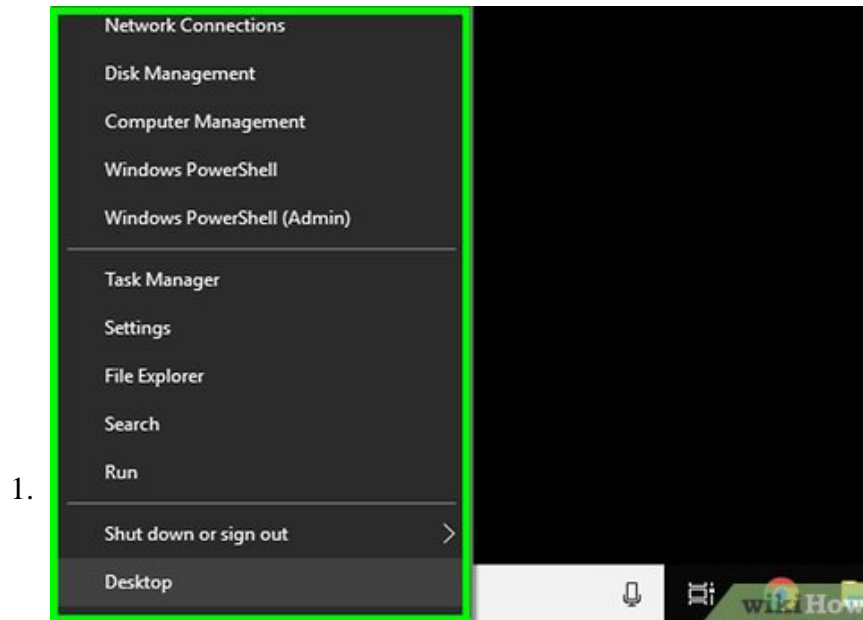 Network Connections
Disk Management
Computer Management
Windows PowerShell
Windows PowerShell (Admin)
Task Manager
Settings
File Explorer
Search
1.
Run
Shut down or sign out
Desktop
wikiHow